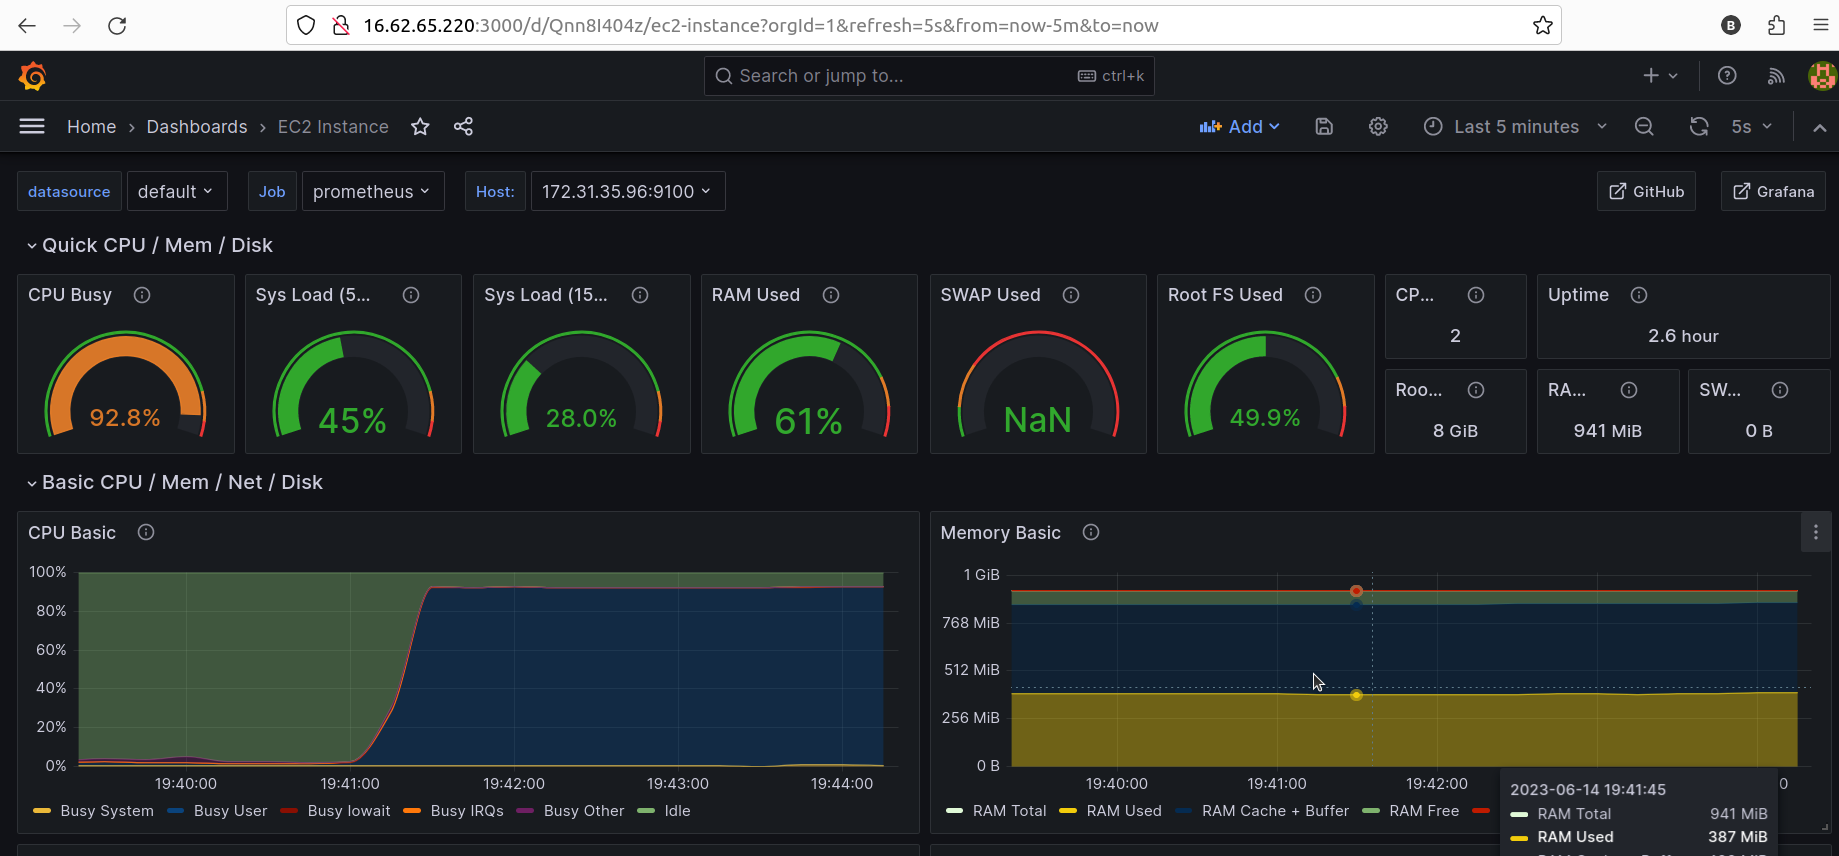 16.62.65.220:3000/d/Qnn8I404z/ec2-instance?orgId=1&refresh=5s&from=now-5m&to=now
B
Search or jump to... ctrl+k
Home › Dashboards › EC2 Instance
Add
Last 5 minutes
5s
datasource default
Job prometheus
Host: 172.31.35.96:9100
GitHub
Grafana
Quick CPU / Mem / Disk
CPU Busy
92.8%
Sys Load (5...
45%
Sys Load (15...
28.0%
RAM Used
61%
SWAP Used
NaN
Root FS Used
49.9%
CP...
2
Uptime
2.6 hour
Roo...
8 GiB
RA...
941 MiB
SW...
0 B
Basic CPU / Mem / Net / Disk
CPU Basic
100%
80%
60%
40%
20%
0%
19:40:00 19:41:00 19:42:00 19:43:00 19:44:00
Busy System Busy User Busy Iowait Busy IRQs Busy Other Idle
Memory Basic
1 GiB
768 MiB
512 MiB
256 MiB
0 B
19:40:00 19:41:00 19:42:00 0
RAM Total RAM Used RAM Cache + Buffer RAM Free
2023-06-14 19:41:45
RAM Total 941 MiB
RAM Used 387 MiB